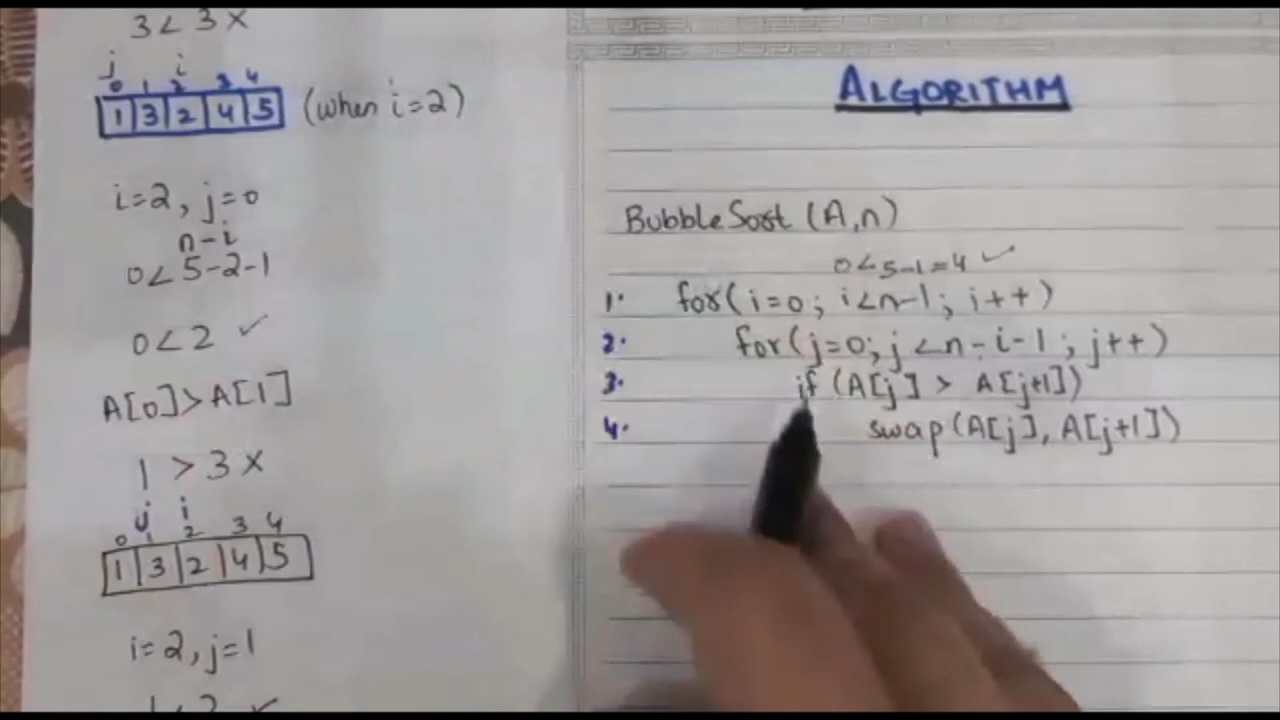 3 < 3 x
j i
0 1 2 3 4
1 3 2 4 5 (when i=2)
i=2, j=0
n-i
0<5-2-1
0<2 ✓
A[0]>A[1]
1 > 3 x
j i
0 1 2 3 4
1 3 2 4 5
i=2, j=1
1<2 ✓
ALGORITHM
BubbleSort (A,n)
0<5-1=4 ✓
1. for(i=0; i<n-1; i++)
2. for(j=0; j<n-i-1; j++)
3. if (A[j] > A[j+1])
4. swap(A[j], A[j+1])